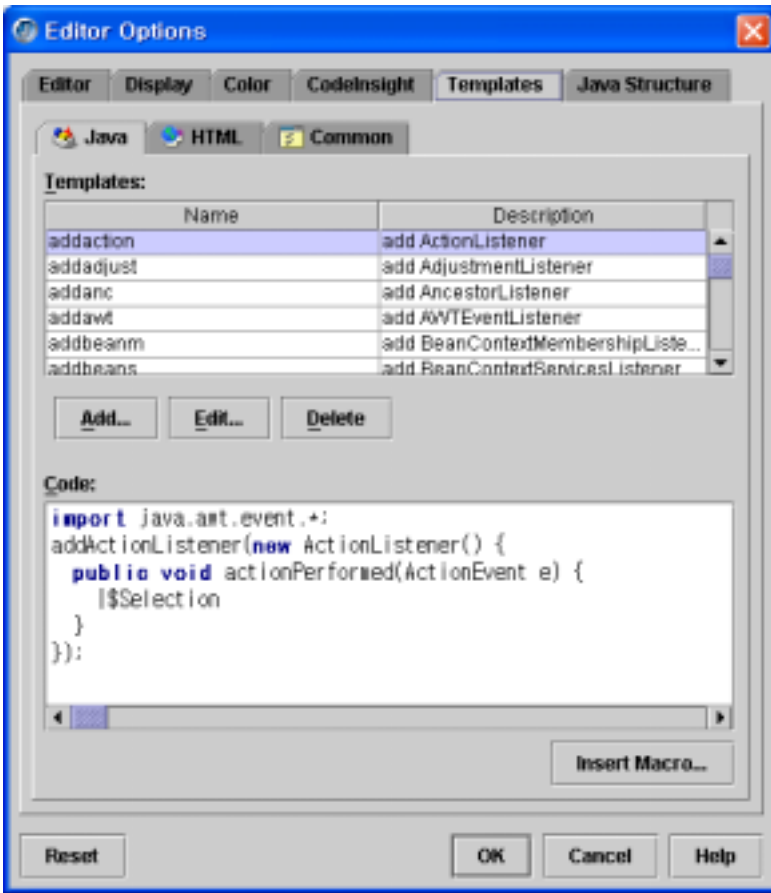 Editor Options
Editor Display Color CodeInsight Templates Java Structure
Java HTML Common
Templates:
Name Description
addaction add ActionListener
addadjust add AdjustmentListener
addanc add AncestorListener
addawt add AWTEventListener
addbeanm add BeanContextMembershipListe...
addbeans add BeanContextServicesListener
Add... Edit... Delete
Code:
import java.awt.event.*;
addActionListener(new ActionListener() {
public void actionPerformed(ActionEvent e) {
|$Selection
}
});
Insert Macro...
Reset OK Cancel Help